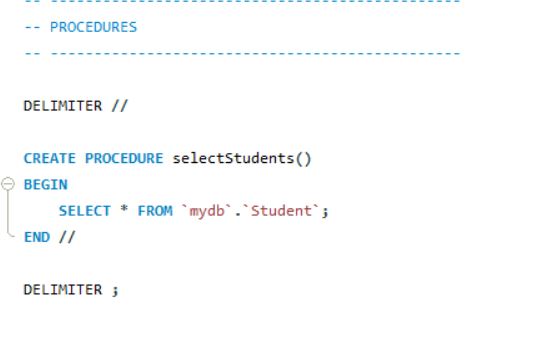 -- -----------------------------------------------
-- PROCEDURES
-- -----------------------------------------------
DELIMITER //
CREATE PROCEDURE selectStudents()
BEGIN
    SELECT * FROM `mydb`.`Student`;
END //
DELIMITER ;